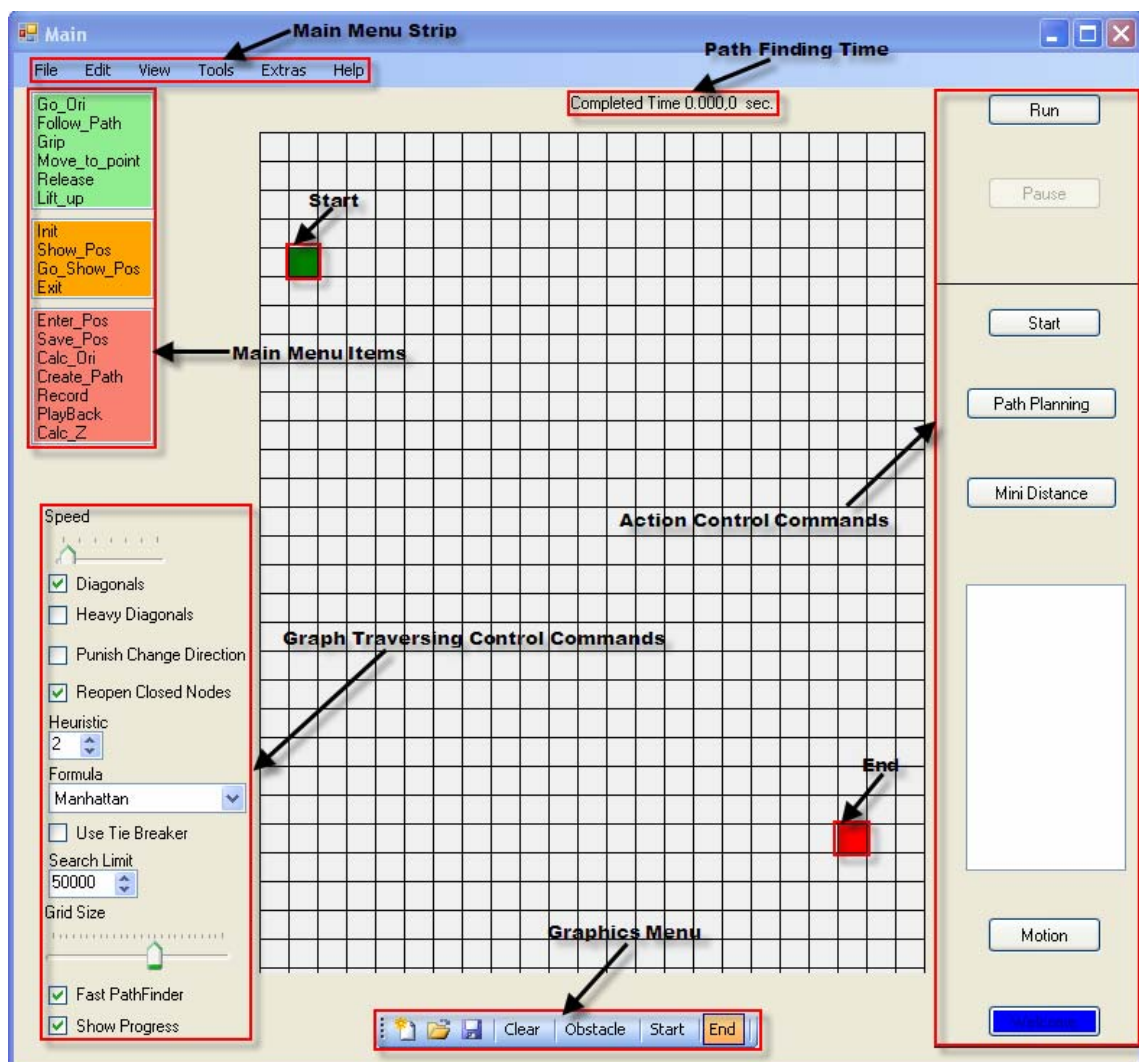 Main
Main Menu Strip
Path Finding Time
File Edit View Tools Extras Help
Completed Time 0.000,0 sec.
Go_Ori
Follow_Path
Grip
Move_to_point
Release
Lift_up
Init
Show_Pos
Go_Show_Pos
Exit
Enter_Pos
Save_Pos
Calc_Ori
Create_Path
Record
PlayBack
Calc_Z
Main Menu Items
Start
Run
Pause
Start
Path Planning
Mini Distance
Action Control Commands
Speed
Diagonals
Heavy Diagonals
Punish Change Direction
Reopen Closed Nodes
Heuristic
2
Formula
Manhattan
Use Tie Breaker
Search Limit
50000
Grid Size
Fast PathFinder
Show Progress
Graph Traversing Control Commands
End
Graphics Menu
Clear Obstacle Start End
Motion